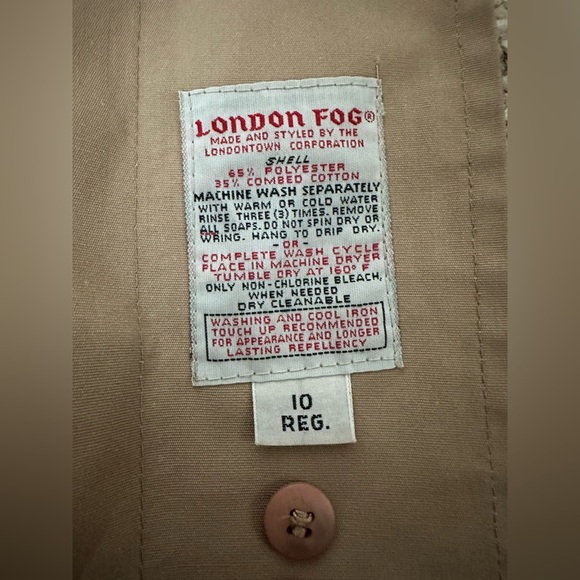 LONDON FOG®
MADE AND STYLED BY THE
LONDONTOWN CORPORATION
SHELL
65% POLYESTER
35% COMBED COTTON
MACHINE WASH SEPARATELY
WITH WARM OR COLD WATER
RINSE THREE (3) TIMES. REMOVE
ALL SOAPS. DO NOT SPIN DRY OR
WRING. HANG TO DRIP DRY.
-OR-
COMPLETE WASH CYCLE
PLACE IN MACHINE DRYER
TUMBLE DRY AT 160° F
ONLY NON-CHLORINE BLEACH,
WHEN NEEDED
DRY CLEANABLE
WASHING AND COOL IRON
TOUCH UP RECOMMENDED
FOR APPEARANCE AND LONGER
LASTING REPELLENCY
10
REG.